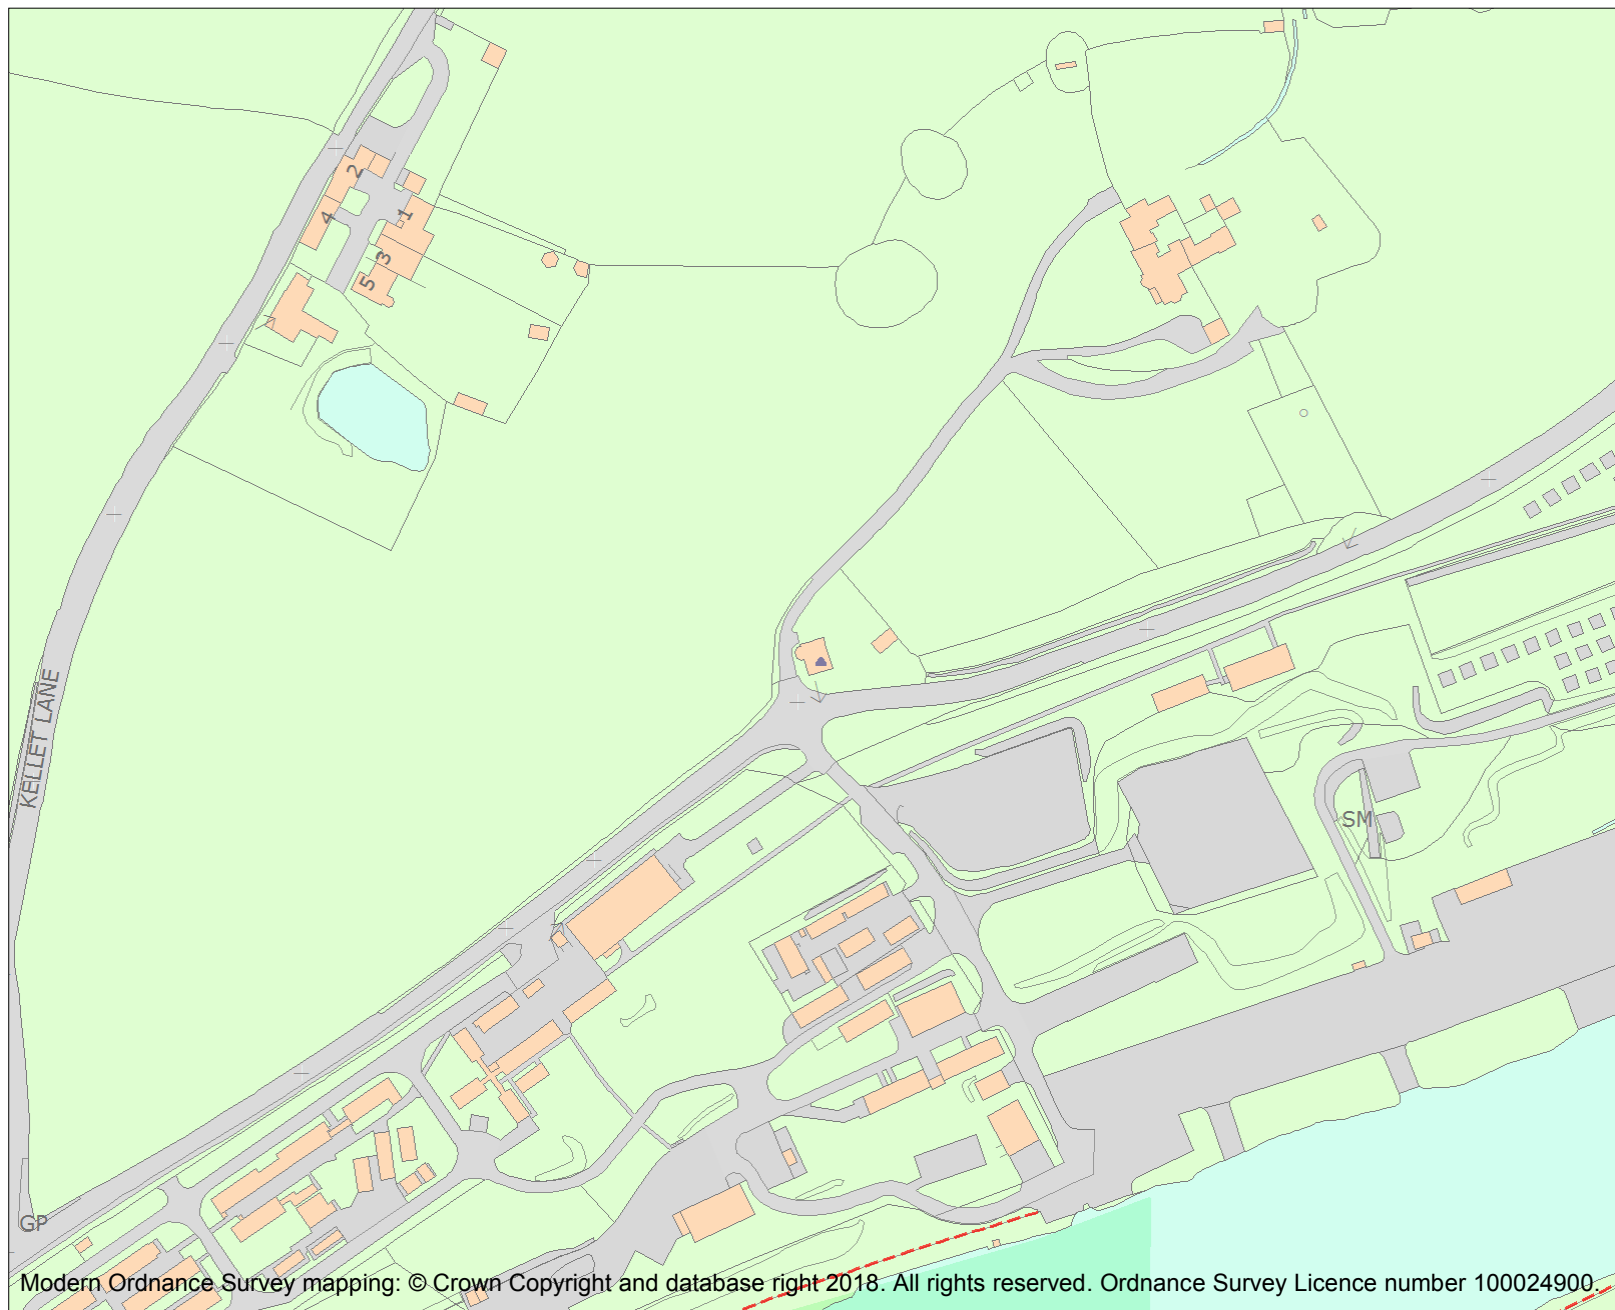 2
4
1
3
5
KELLET LANE
SM
GP
Modern Ordnance Survey mapping: © Crown Copyright and database right 2018. All rights reserved. Ordnance Survey Licence number 100024900.